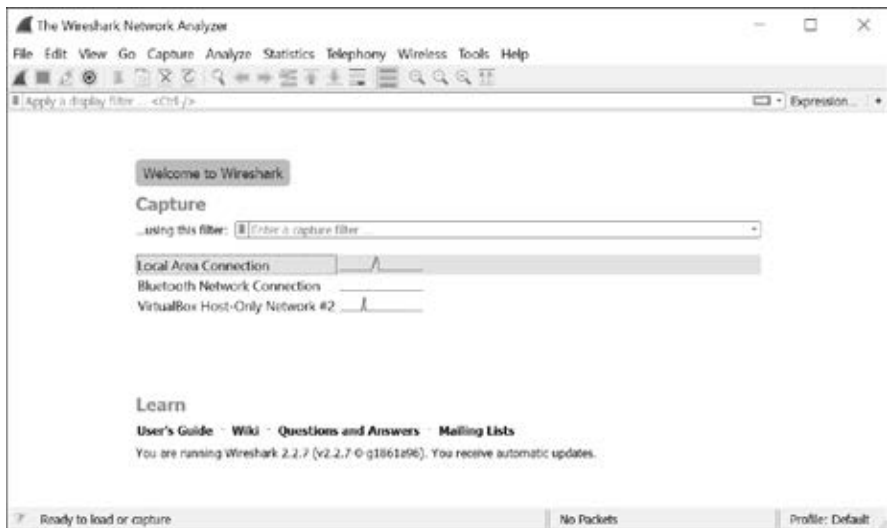 The Wireshark Network Analyzer
File Edit View Go Capture Analyze Statistics Telephony Wireless Tools Help
Apply a display filter ... <Ctrl-/>
Expression...
Welcome to Wireshark
Capture
...using this filter: Enter a capture filter ...
Local Area Connection
Bluetooth Network Connection
VirtualBox Host-Only Network #2
Learn
User's Guide · Wiki · Questions and Answers · Mailing Lists
You are running Wireshark 2.2.7 (v2.2.7-0-g1861a96). You receive automatic updates.
Ready to load or capture No Packets Profile: Default